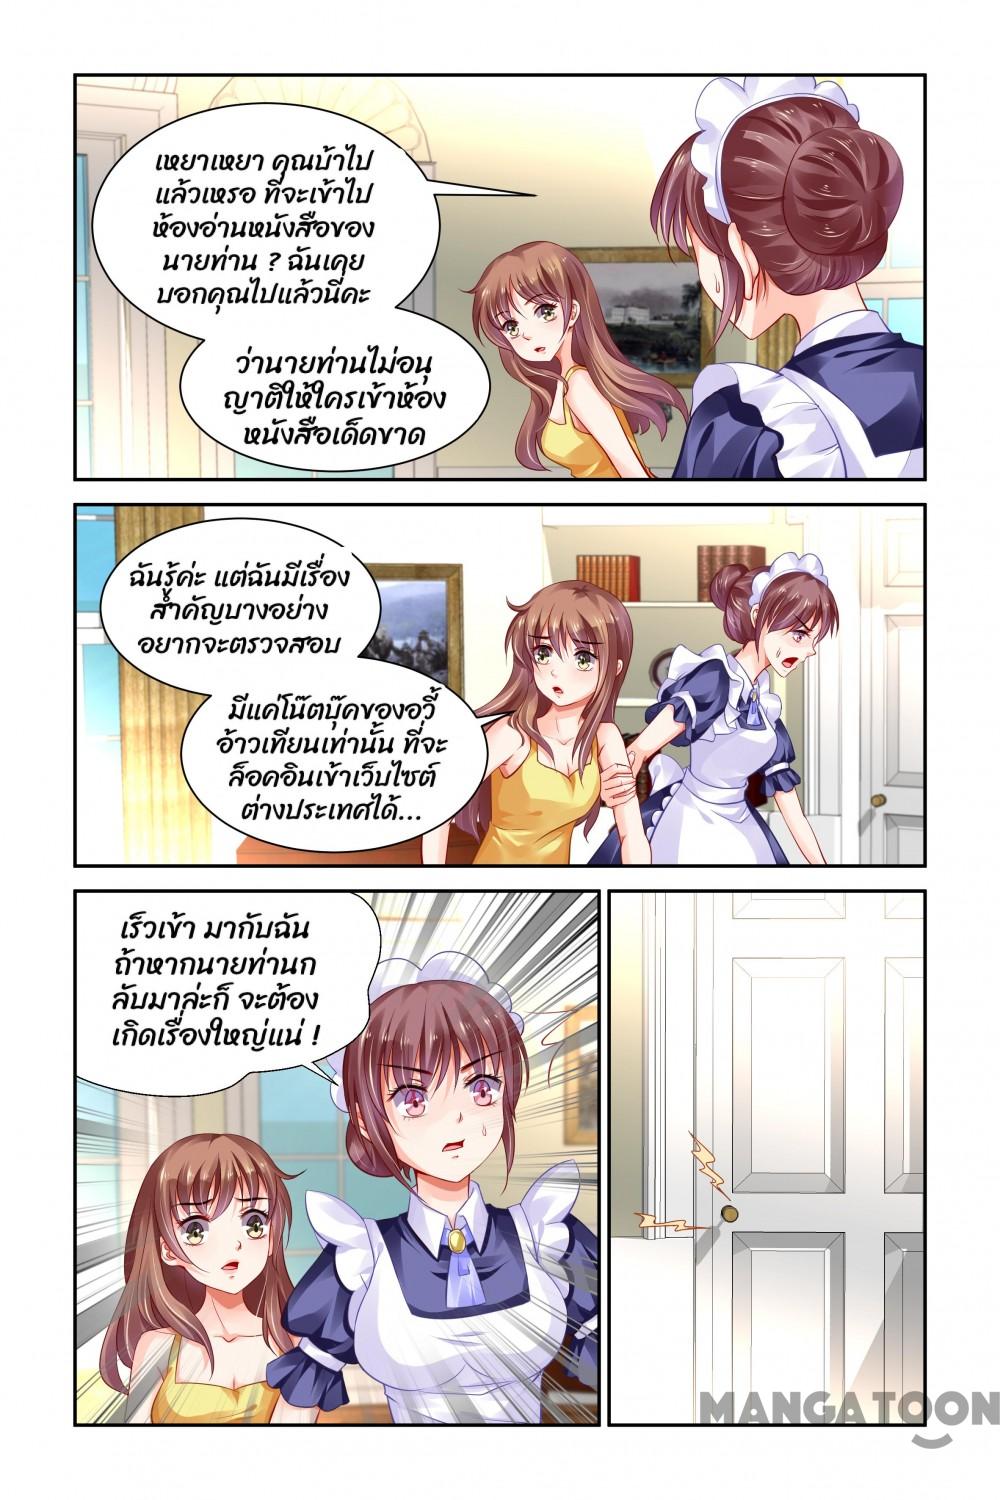 เหยาเหยา คุณบ้าไป
แล้วเหรอ ที่จะเข้าไป
ห้องอ่านหนังสือของ
นายท่าน ? ฉันเคย
บอกคุณไปแล้วนี่คะ
ว่านายท่านไม่อนุ
ญาติให้ใครเข้าห้อง
หนังสือเด็ดขาด
ฉันรู้ค่ะ แต่ฉันมีเรื่อง
สำคัญบางอย่าง
อยากจะตรวจสอบ
มีแค่โน๊ตบุ๊คของอวี้
อ้าวเทียนเท่านั้น ที่จะ
ล็อคอินเข้าเว็บไซต์
ต่างประเทศได้...
เร็วเข้า มากับฉัน
ถ้าหากนายท่านก
ลับมาล่ะก็ จะต้อง
เกิดเรื่องใหญ่แน่ !
MANGATOON